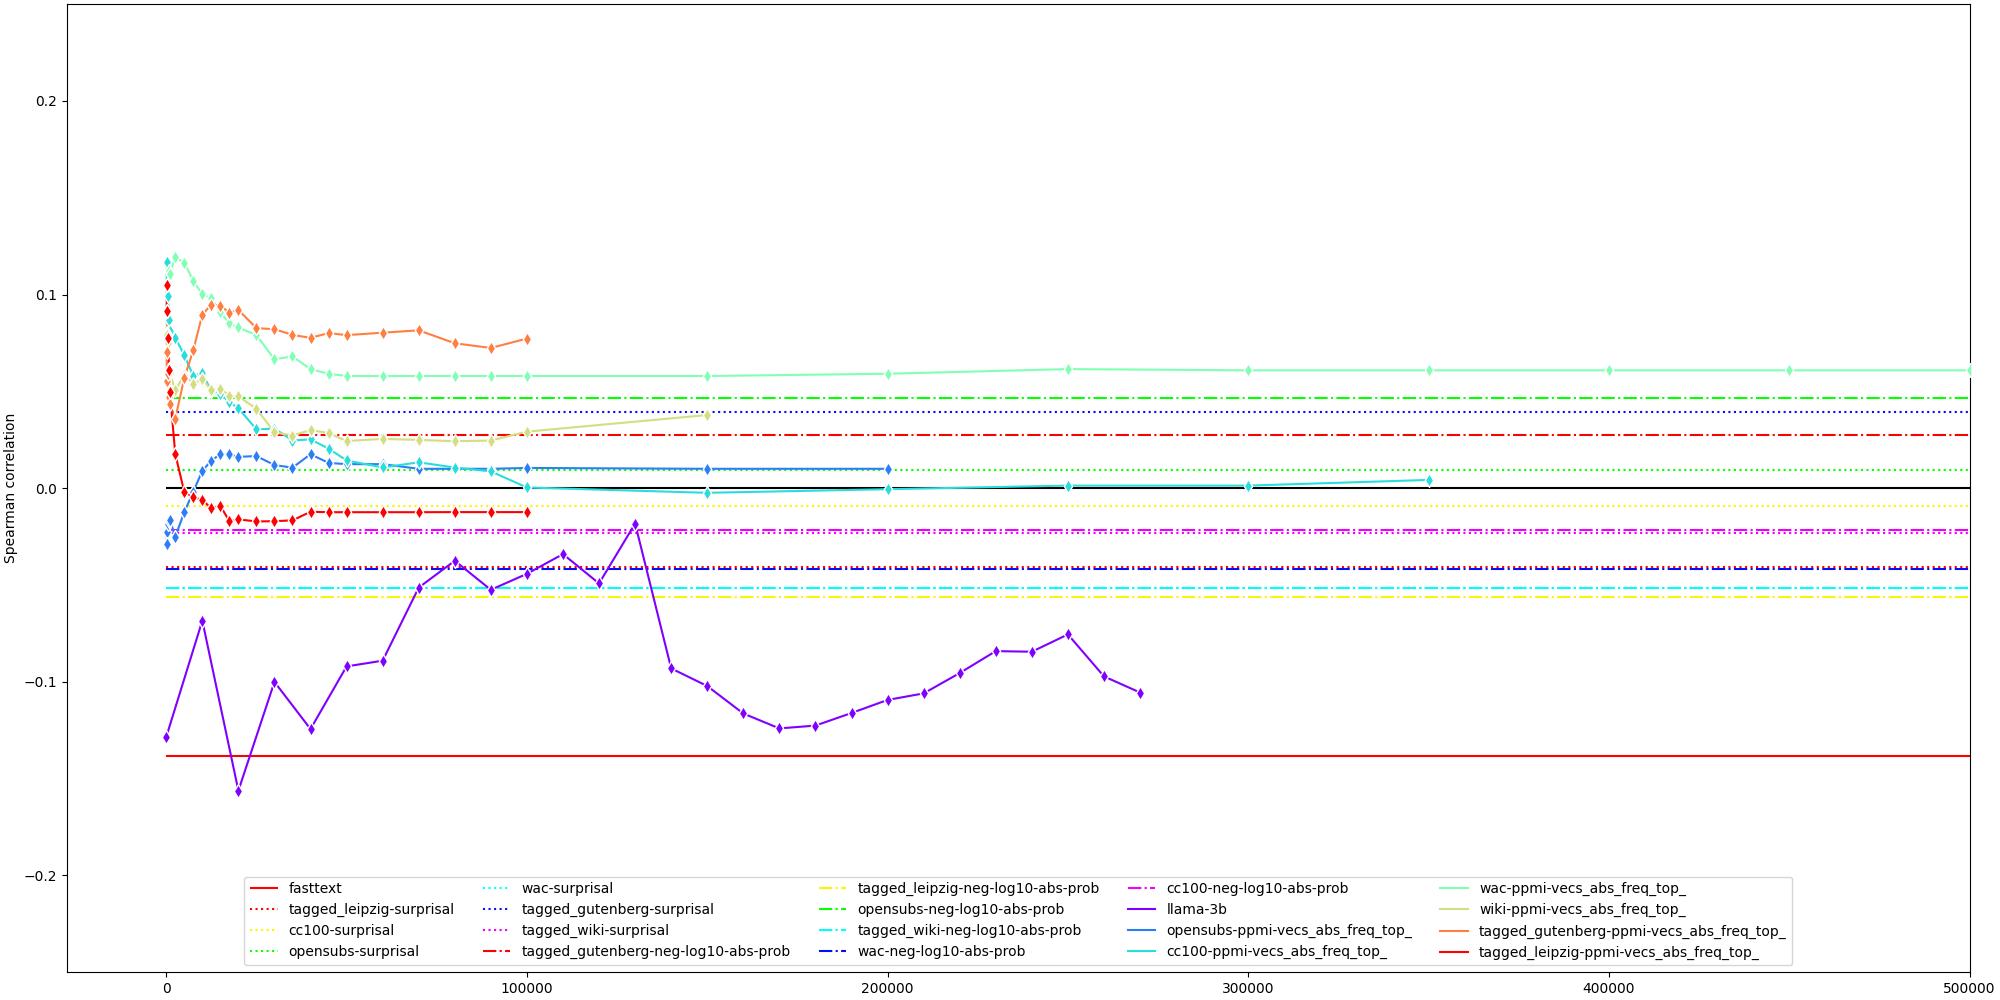 Spearman correlation
0.2
0.1
0.0
−0.1
−0.2
0
100000
200000
300000
400000
500000
fasttext
tagged_leipzig-surprisal
cc100-surprisal
opensubs-surprisal
wac-surprisal
tagged_gutenberg-surprisal
tagged_wiki-surprisal
tagged_gutenberg-neg-log10-abs-prob
tagged_leipzig-neg-log10-abs-prob
opensubs-neg-log10-abs-prob
tagged_wiki-neg-log10-abs-prob
wac-neg-log10-abs-prob
cc100-neg-log10-abs-prob
llama-3b
opensubs-ppmi-vecs_abs_freq_top_
cc100-ppmi-vecs_abs_freq_top_
wac-ppmi-vecs_abs_freq_top_
wiki-ppmi-vecs_abs_freq_top_
tagged_gutenberg-ppmi-vecs_abs_freq_top_
tagged_leipzig-ppmi-vecs_abs_freq_top_